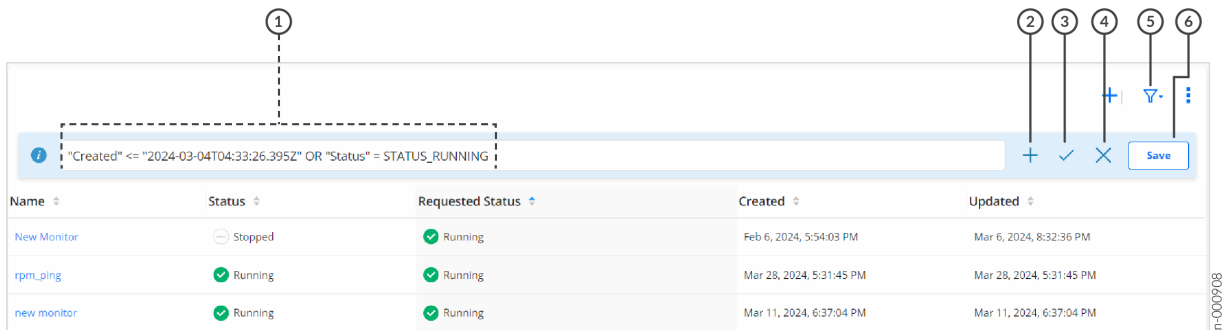 1 2 3 4 5 6
"Created" <= "2024-03-04T04:33:26.395Z" OR "Status" = STATUS_RUNNING Save
Name Status Requested Status Created Updated
New Monitor Stopped Running Feb 6, 2024, 5:54:03 PM Mar 6, 2024, 8:32:36 PM
rpm_ping Running Running Mar 28, 2024, 5:31:45 PM Mar 28, 2024, 5:31:45 PM
new monitor Running Running Mar 11, 2024, 6:37:04 PM Mar 11, 2024, 6:37:04 PM
n-000908